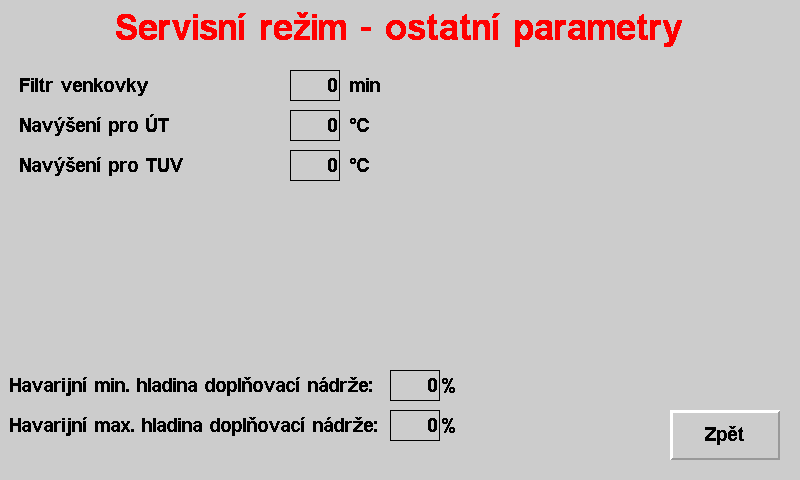 Servisní režim - ostatní parametry
Filtr venkovky 0 min
Navýšení pro ÚT 0 °C
Navýšení pro TUV 0 °C
Havarijní min. hladina doplňovací nádrže: 0 %
Havarijní max. hladina doplňovací nádrže: 0 %
Zpět